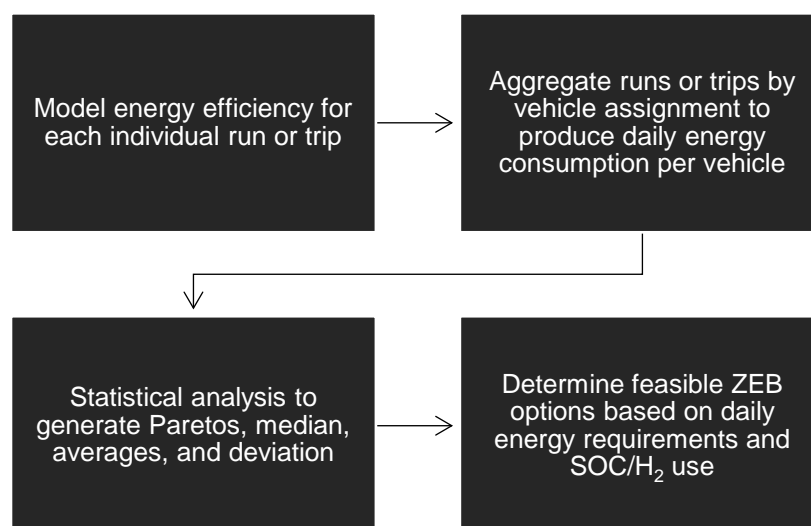 Model energy efficiency for
each individual run or trip
Aggregate runs or trips by
vehicle assignment to
produce daily energy
consumption per vehicle
Statistical analysis to
generate Paretos, median,
averages, and deviation
Determine feasible ZEB
options based on daily
energy requirements and
SOC/H₂ use